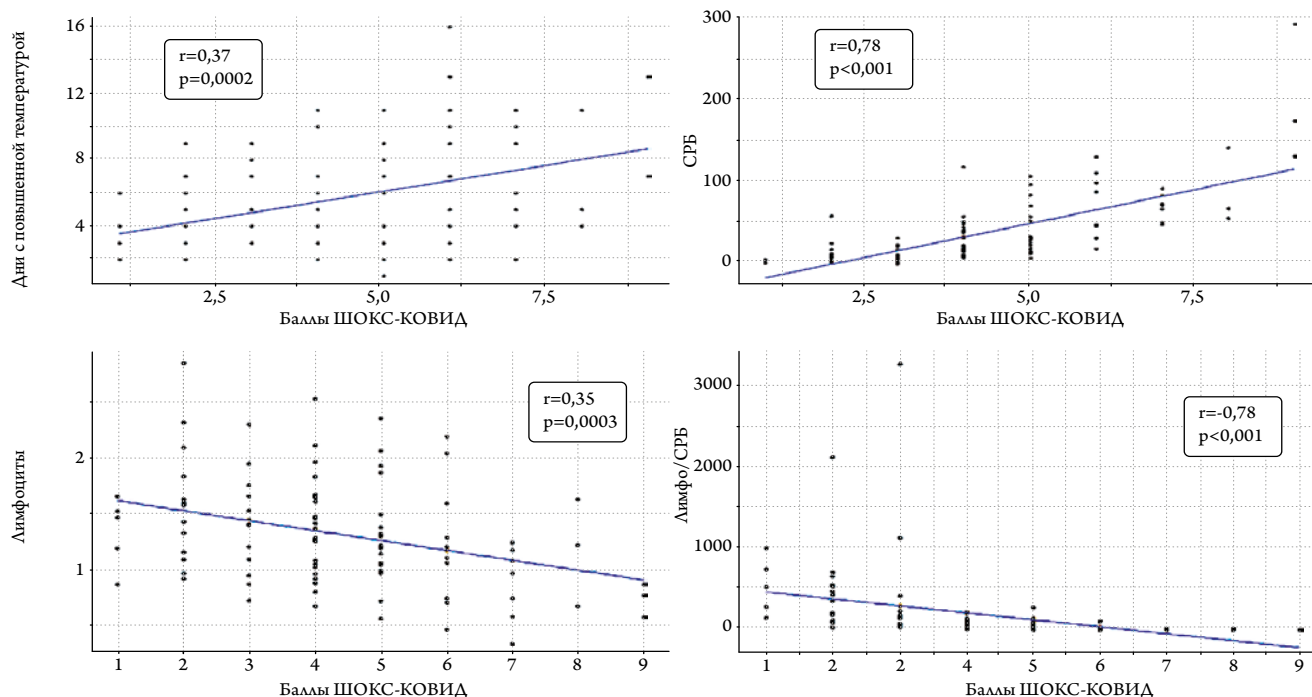 Дни с повышенной температурой
16
12
8
4
r=0,37
p=0,0002
2,5 5,0 7,5
Баллы ШОКС-КОВИД
СРБ
300
200
100
0
r=0,78
p<0,001
2,5 5,0 7,5
Баллы ШОКС-КОВИД
Лимфоциты
2
1
r=0,35
p=0,0003
1 2 3 4 5 6 7 8 9
Баллы ШОКС-КОВИД
Лимфо/СРБ
3000
2000
1000
0
r=-0,78
p<0,001
1 2 2 4 5 6 7 8 9
Баллы ШОКС-КОВИД